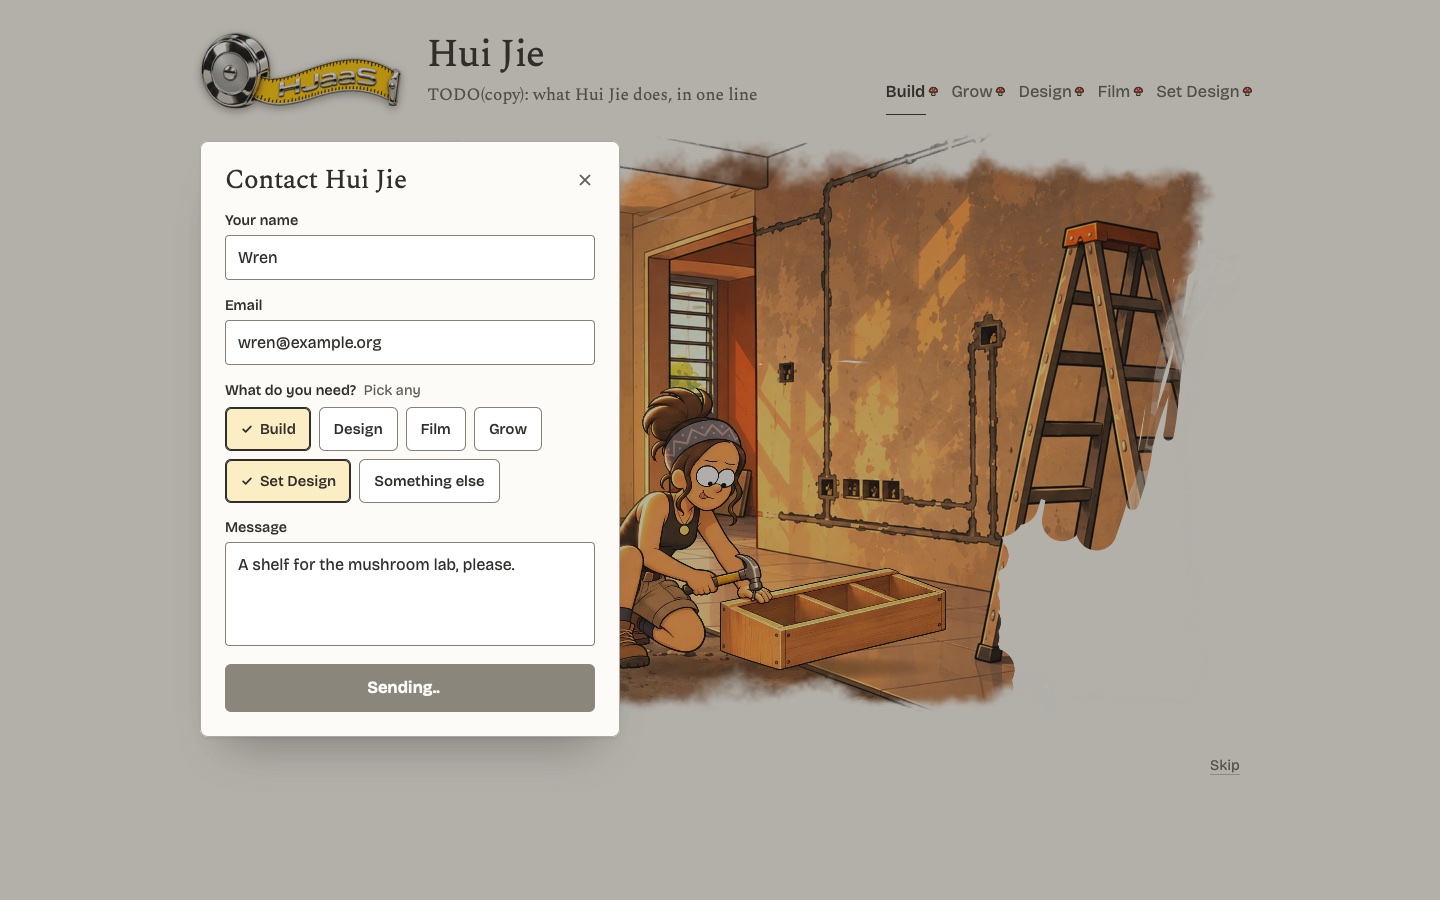 HJaaS
Hui Jie
TODO(copy): what Hui Jie does, in one line
Build Grow Design Film Set Design
Contact Hui Jie
Your name
Wren
Email
wren@example.org
What do you need? Pick any
Build Design Film Grow
Set Design Something else
Message
A shelf for the mushroom lab, please.
Sending..
Skip